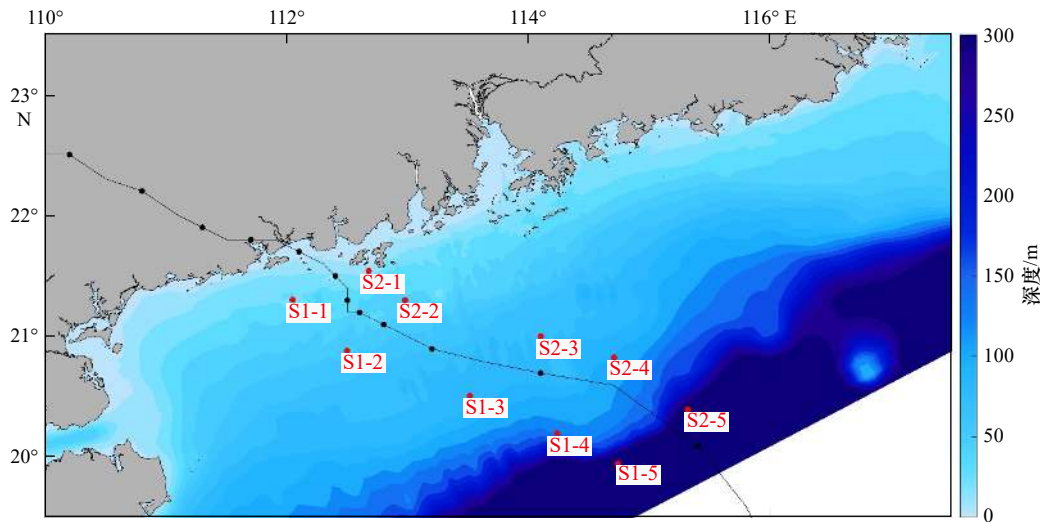 110°
112°
114°
116° E
23°
N
22°
21°
20°
S2-1
S1-1
S2-2
S1-2
S2-3
S2-4
S1-3
S2-5
S1-4
S1-5
300
250
200
150
100
50
0
深度/m